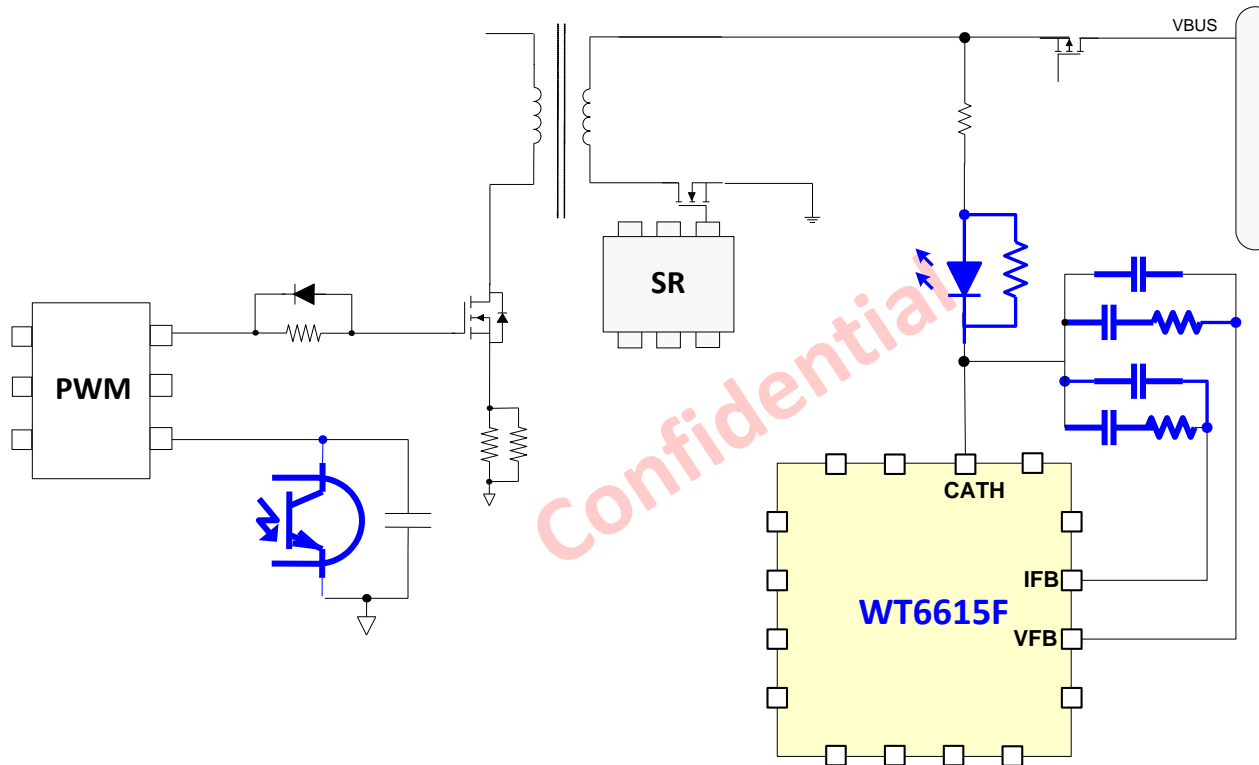 VBUS
SR
PWM
Confidential
CATH
IFB
WT6615F
VFB